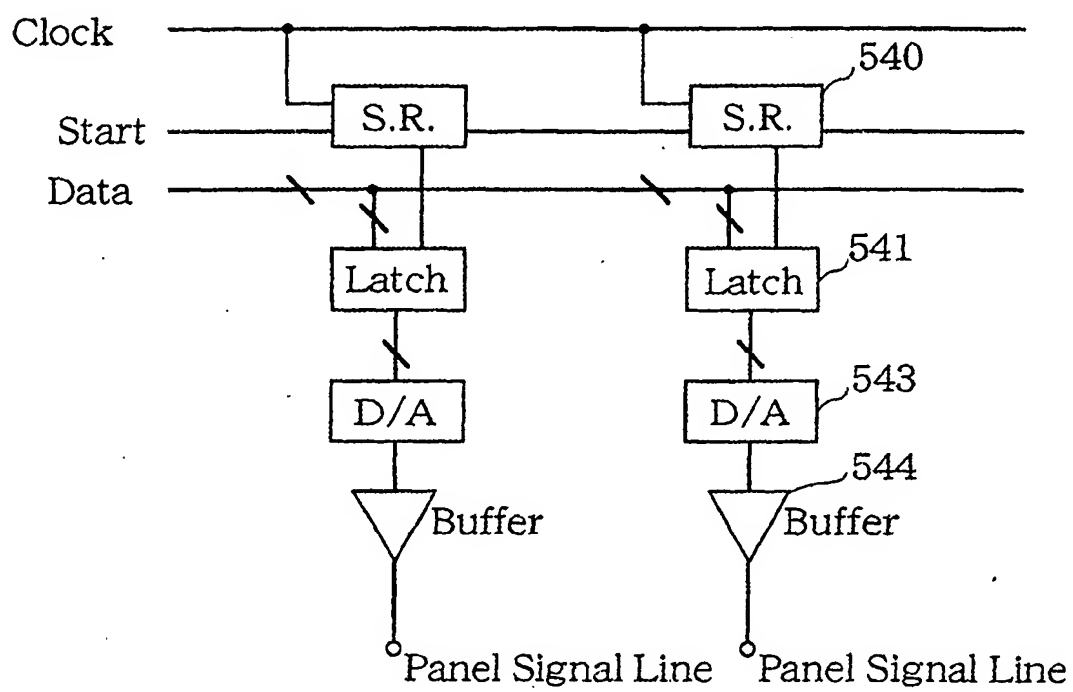 Clock
540
S.R. S.R.
Start
Data
541
Latch Latch
543
D/A D/A
544
Buffer Buffer
Panel Signal Line Panel Signal Line